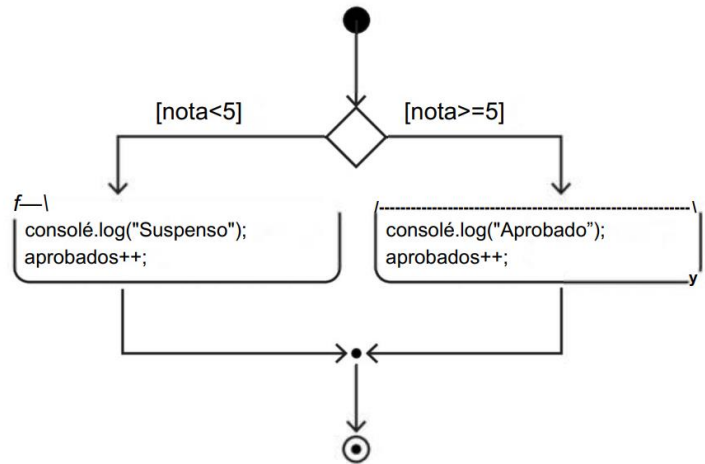 [nota<5]
[nota>=5]
f—\
consolé.log("Suspenso");
aprobados++;
/----------------------------------------------------------\
consolé.log("Aprobado”);
aprobados++;
y